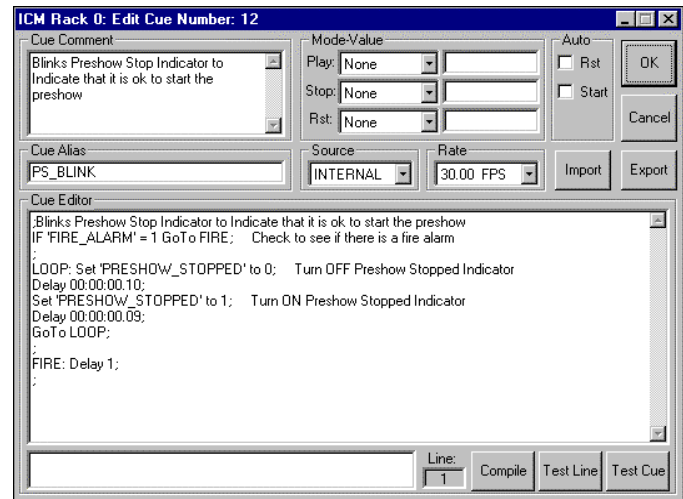 ICM Rack 0: Edit Cue Number: 12
Cue Comment
Blinks Preshow Stop Indicator to
Indicate that it is ok to start the
preshow
Mode-Value
Play: None
Stop: None
Rst: None
Auto
Rst
Start
OK
Cancel
Cue Alias
PS_BLINK
Source
INTERNAL
Rate
30.00 FPS
Import
Export
Cue Editor
;Blinks Preshow Stop Indicator to Indicate that it is ok to start the preshow
IF 'FIRE_ALARM' = 1 GoTo FIRE; Check to see if there is a fire alarm
;
LOOP: Set 'PRESHOW_STOPPED' to 0; Turn OFF Preshow Stopped Indicator
Delay 00:00:00.10;
Set 'PRESHOW_STOPPED' to 1; Turn ON Preshow Stopped Indicator
Delay 00:00:00.09;
GoTo LOOP;
;
FIRE: Delay 1;
;
Line:
1
Compile
Test Line
Test Cue